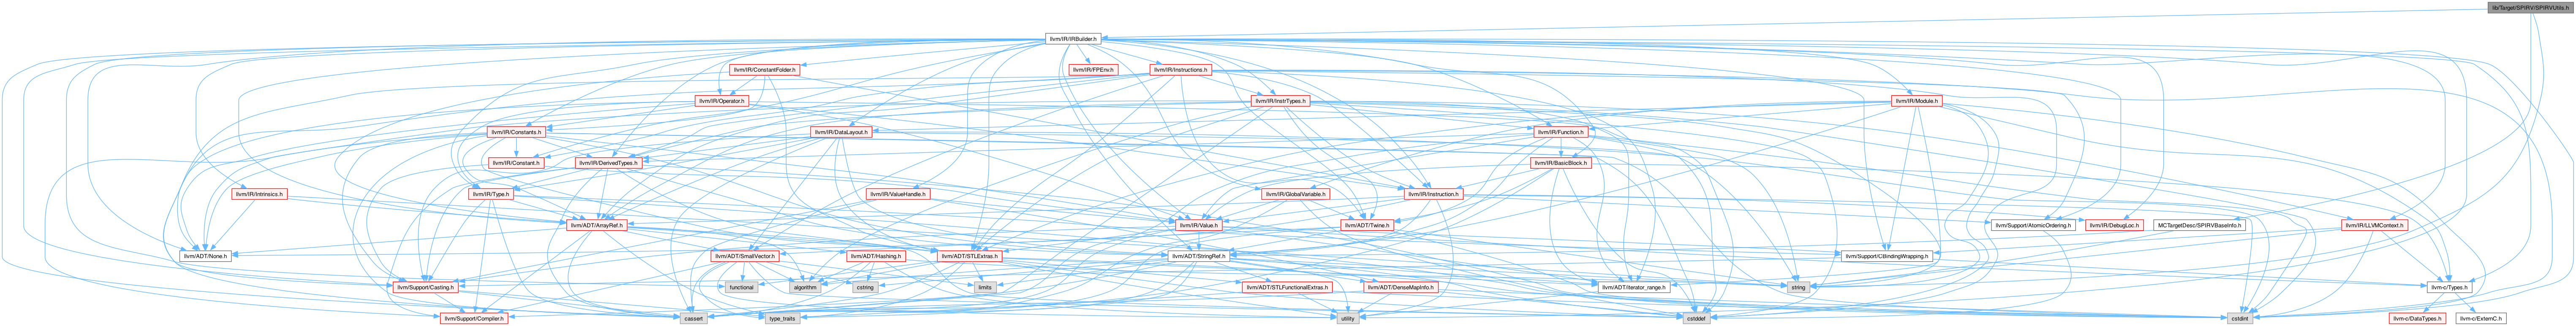 lib/Target/SPIRV/SPIRVUtils.h
llvm/IR/IRBuilder.h
llvm/IR/ConstantFolder.h
llvm/IR/FPEnv.h
llvm/IR/Instructions.h
llvm/IR/Operator.h
llvm/IR/InstrTypes.h
llvm/IR/Module.h
llvm/IR/Constants.h
llvm/IR/DataLayout.h
llvm/IR/Function.h
llvm/IR/Constant.h
llvm/IR/DerivedTypes.h
llvm/IR/BasicBlock.h
llvm/IR/Intrinsics.h
llvm/IR/Type.h
llvm/IR/ValueHandle.h
llvm/IR/GlobalVariable.h
llvm/IR/Instruction.h
llvm/ADT/ArrayRef.h
llvm/IR/Value.h
llvm/ADT/Twine.h
llvm/Support/AtomicOrdering.h
llvm/IR/DebugLoc.h
MCTargetDesc/SPIRVBaseInfo.h
llvm/IR/LLVMContext.h
llvm/ADT/None.h
llvm/ADT/SmallVector.h
llvm/ADT/Hashing.h
llvm/ADT/STLExtras.h
llvm/ADT/StringRef.h
llvm/Support/CBindingWrapping.h
llvm/Support/Casting.h
functional
algorithm
cstring
limits
llvm/ADT/STLFunctionalExtras.h
llvm/ADT/DenseMapInfo.h
llvm/ADT/iterator_range.h
string
llvm-c/Types.h
llvm/Support/Compiler.h
cassert
type_traits
utility
cstddef
cstdint
llvm-c/DataTypes.h
llvm-c/ExternC.h